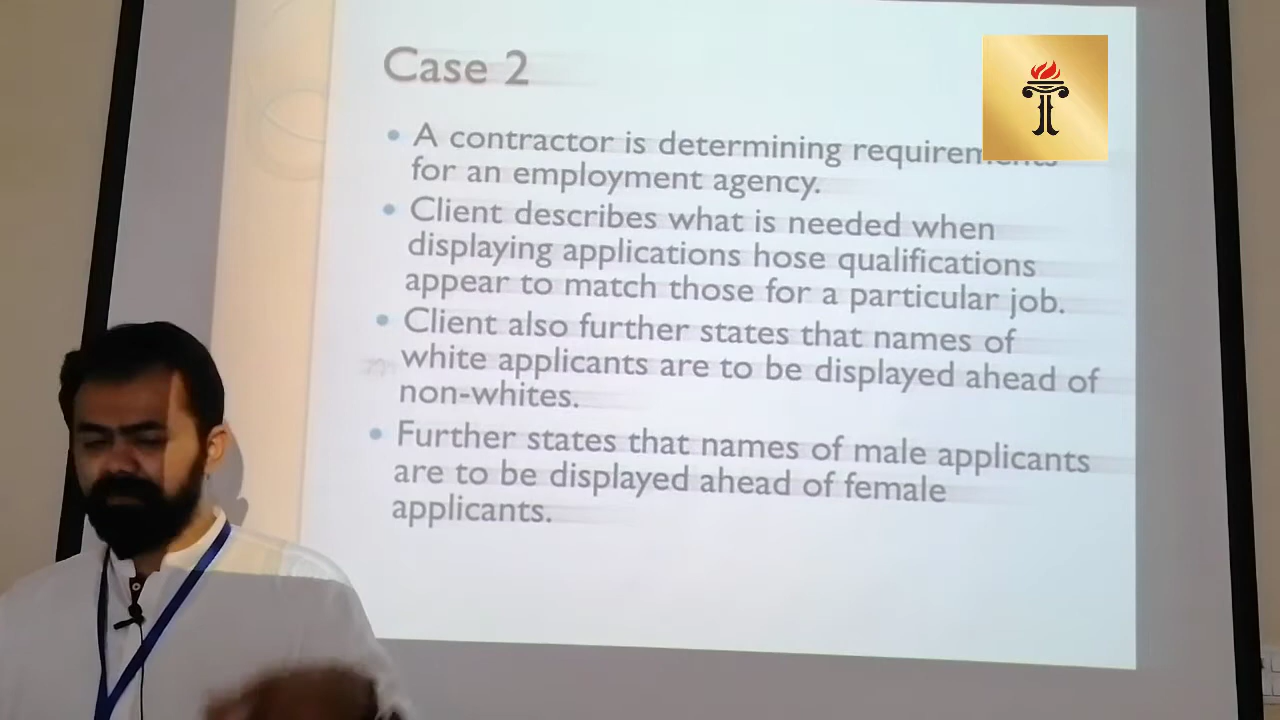 Case 2
• A contractor is determining requirements
for an employment agency.
• Client describes what is needed when
displaying applications hose qualifications
appear to match those for a particular job.
• Client also further states that names of
white applicants are to be displayed ahead of
non-whites.
• Further states that names of male applicants
are to be displayed ahead of female
applicants.